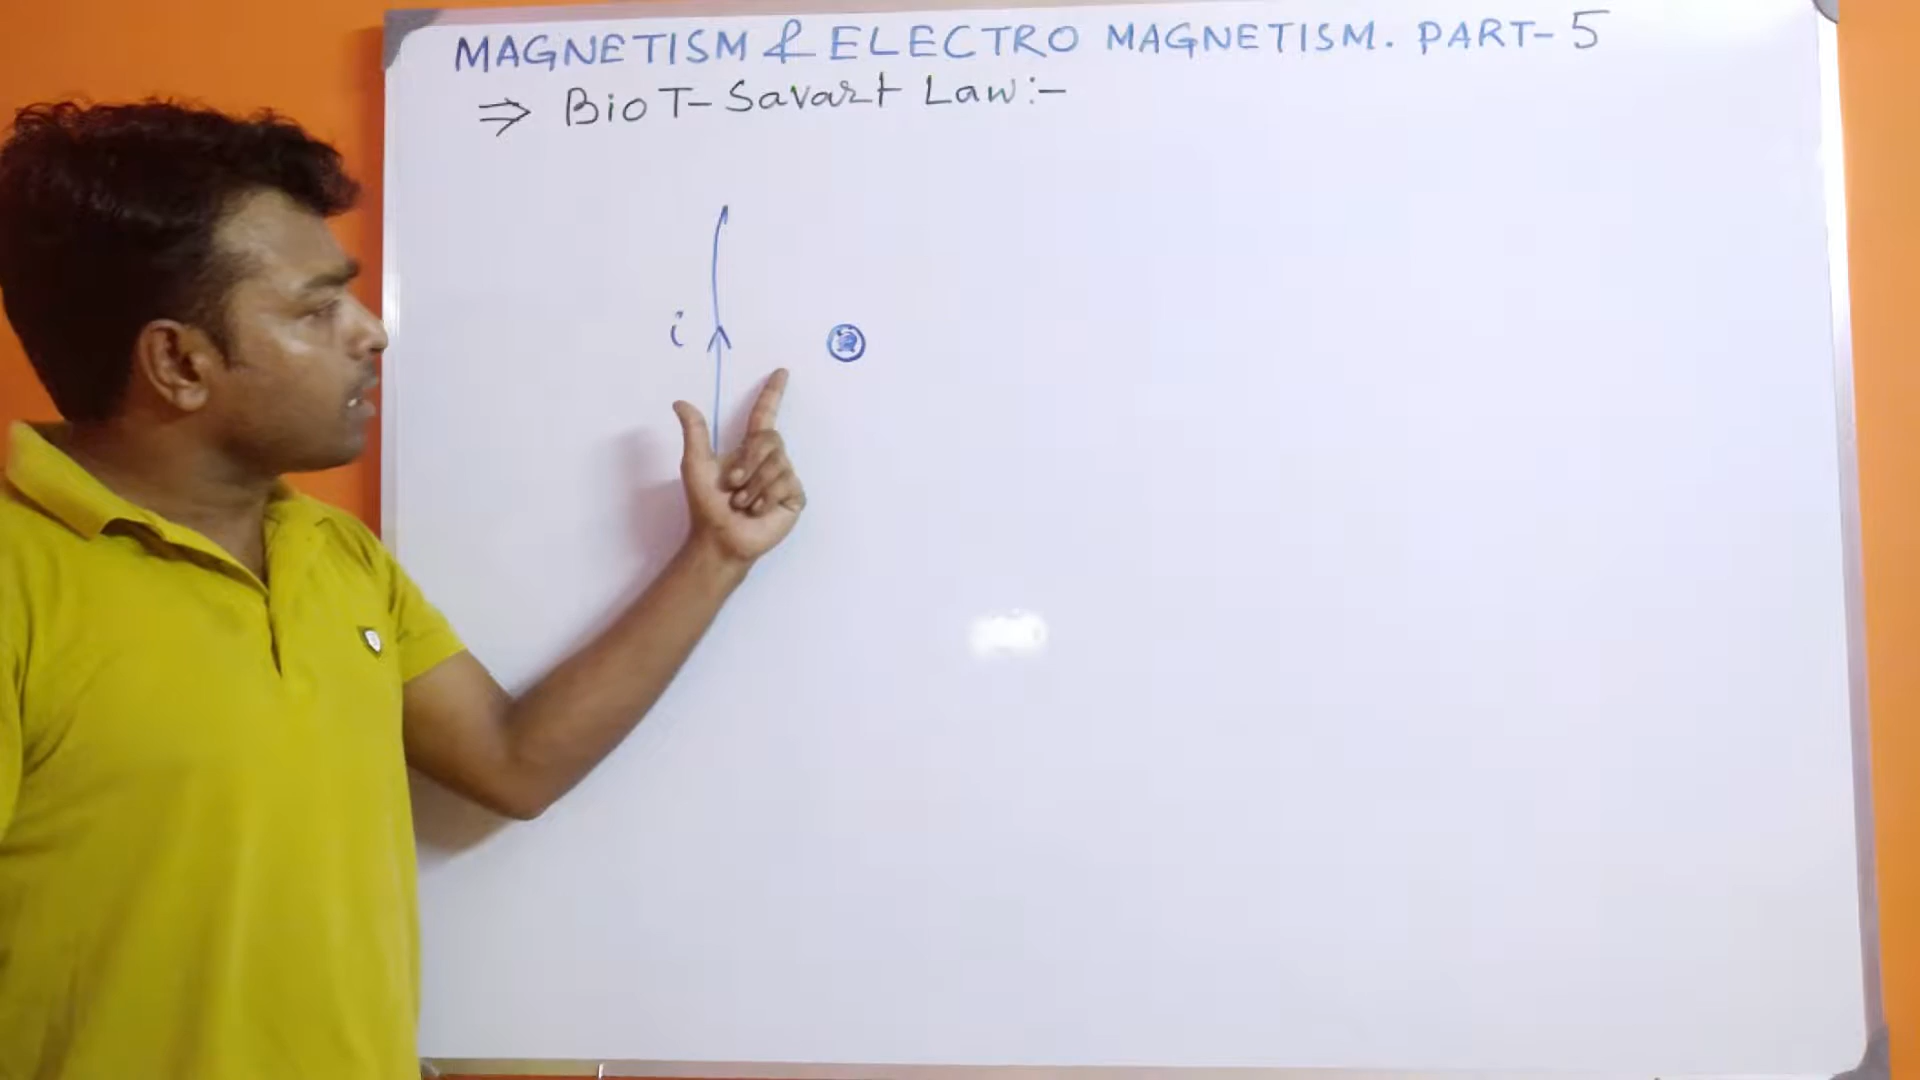 MAGNETISM & ELECTRO MAGNETISM. PART-5
⇒ BioT-Savart Law:-
i